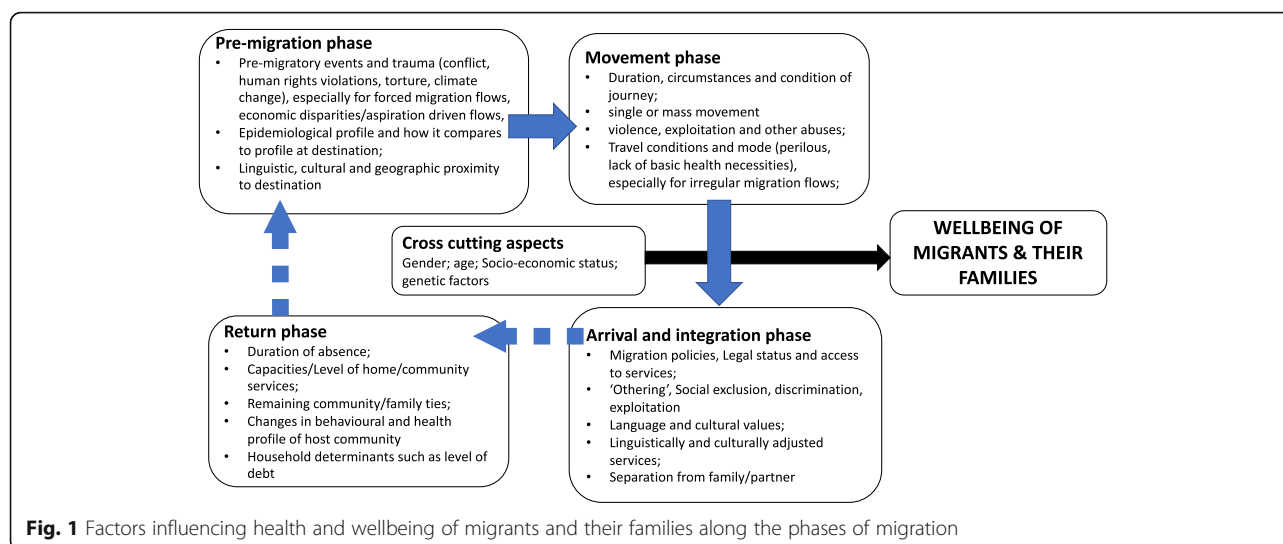 Pre-migration phase
• Pre-migratory events and trauma (conflict,
human rights violations, torture, climate
change), especially for forced migration flows,
economic disparities/aspiration driven flows,
• Epidemiological profile and how it compares
to profile at destination;
• Linguistic, cultural and geographic proximity
to destination
Movement phase
• Duration, circumstances and condition of
journey;
• single or mass movement
• violence, exploitation and other abuses;
• Travel conditions and mode (perilous,
lack of basic health necessities),
especially for irregular migration flows;
Cross cutting aspects
Gender; age; Socio-economic status;
genetic factors
WELLBEING OF
MIGRANTS & THEIR
FAMILIES
Return phase
• Duration of absence;
• Capacities/Level of home/community
services;
• Remaining community/family ties;
• Changes in behavioural and health
profile of host community
• Household determinants such as level of
debt
Arrival and integration phase
• Migration policies, Legal status and access
to services;
• ‘Othering’, Social exclusion, discrimination,
exploitation
• Language and cultural values;
• Linguistically and culturally adjusted
services;
• Separation from family/partner
Fig. 1 Factors influencing health and wellbeing of migrants and their families along the phases of migration